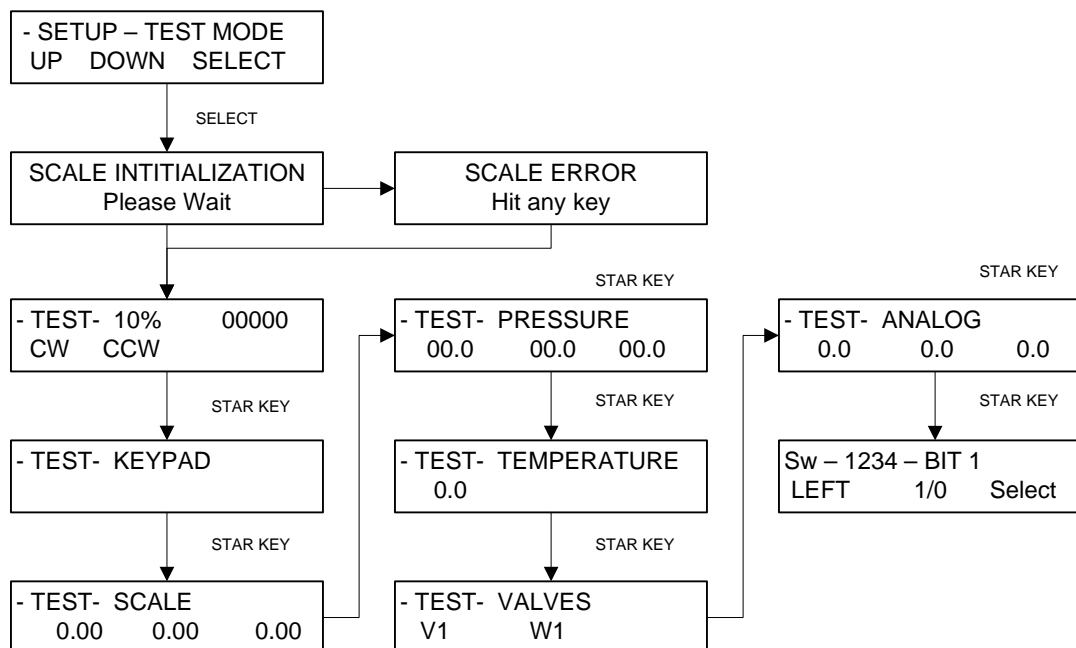 - SETUP – TEST MODE
UP DOWN SELECT
SELECT
SCALE INTITIALIZATION
Please Wait
SCALE ERROR
Hit any key
- TEST- 10% 00000
CW CCW
STAR KEY
- TEST- KEYPAD
STAR KEY
- TEST- SCALE
0.00 0.00 0.00
STAR KEY
- TEST- PRESSURE
00.0 00.0 00.0
STAR KEY
- TEST- TEMPERATURE
0.0
STAR KEY
- TEST- VALVES
V1 W1
STAR KEY
- TEST- ANALOG
0.0 0.0 0.0
STAR KEY
Sw – 1234 – BIT 1
LEFT 1/0 Select